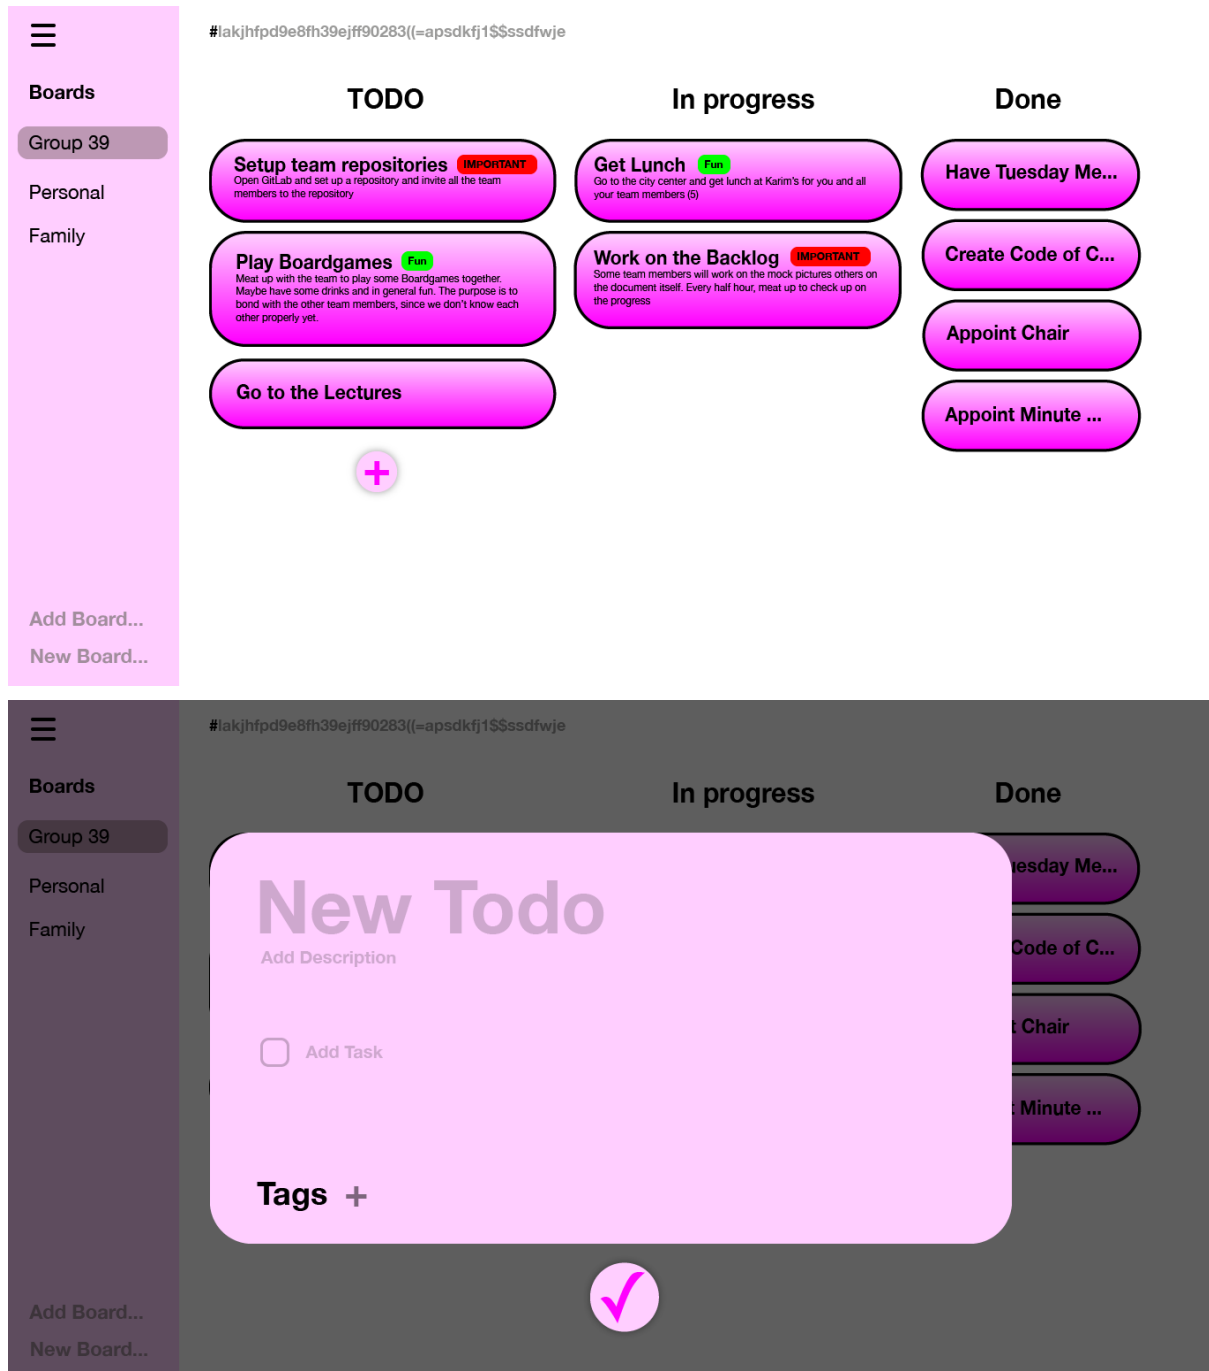 #lakjhfpd9e8fh39ejff90283((=apsdkfj1$$ssdfwje
Boards
Group 39
Personal
Family
Add Board...
New Board...
TODO
Setup team repositories IMPORTANT
Open GitLab and set up a repository and invite all the team
members to the repository
Play Boardgames Fun
Meat up with the team to play some Boardgames together.
Maybe have some drinks and in general fun. The purpose is to
bond with the other team members, since we don't know each
other properly yet.
Go to the Lectures
+
In progress
Get Lunch Fun
Go to the city center and get lunch at Karim's for you and all
your team members (5)
Work on the Backlog IMPORTANT
Some team members will work on the mock pictures others on
the document itself. Every half hour, meat up to check up on
the progress
Done
Have Tuesday Me...
Create Code of C...
Appoint Chair
Appoint Minute ...
#lakjhfpd9e8fh39ejff90283((=apsdkfj1$$ssdfwje
Boards
Group 39
Personal
Family
Add Board...
New Board...
TODO
In progress
Done
New Todo
Add Description
Add Task
Tags +
uesday Me...
Code of C...
t Chair
t Minute ...